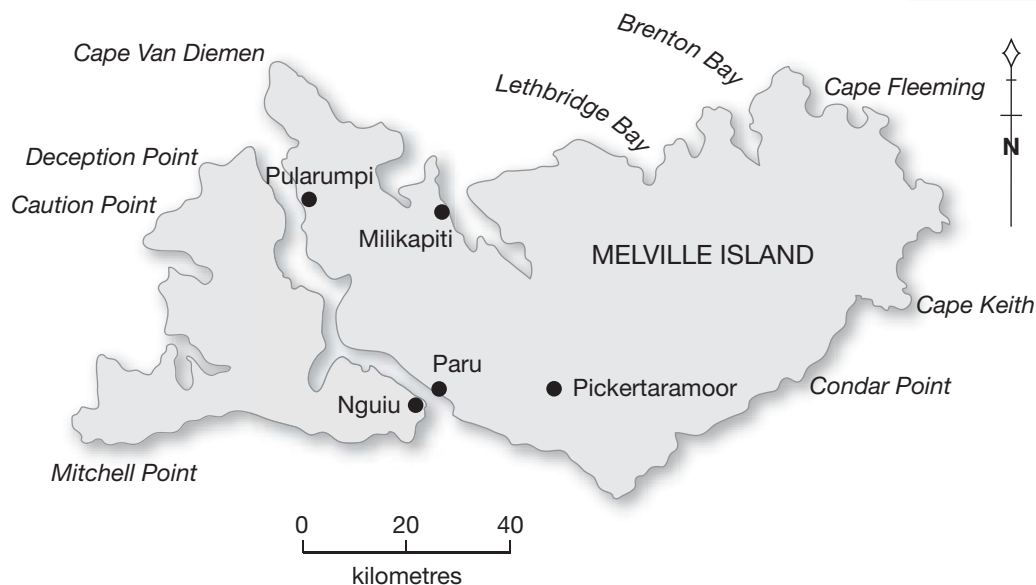 Brenton Bay
Cape Van Diemen
Lethbridge Bay
Cape Fleeming
N
Deception Point
Pularumpi
Caution Point
Milikapiti
MELVILLE ISLAND
Cape Keith
Paru
Pickertaramoor
Condar Point
Nguiu
Mitchell Point
0 20 40
kilometres